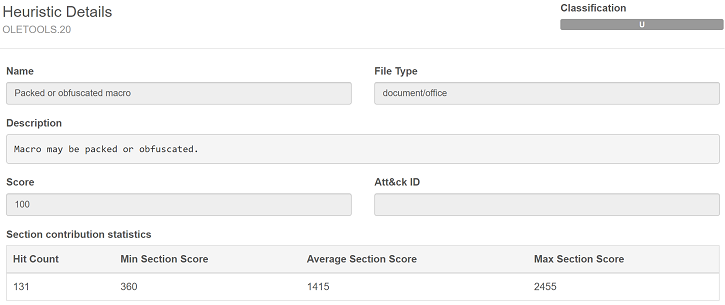 Heuristic Details
OLETOOLS.20
Classification
U
Name
Packed or obfuscated macro
File Type
document/office
Description
Macro may be packed or obfuscated.
Score
100
Att&ck ID
Section contribution statistics
Hit Count Min Section Score Average Section Score Max Section Score
131 360 1415 2455